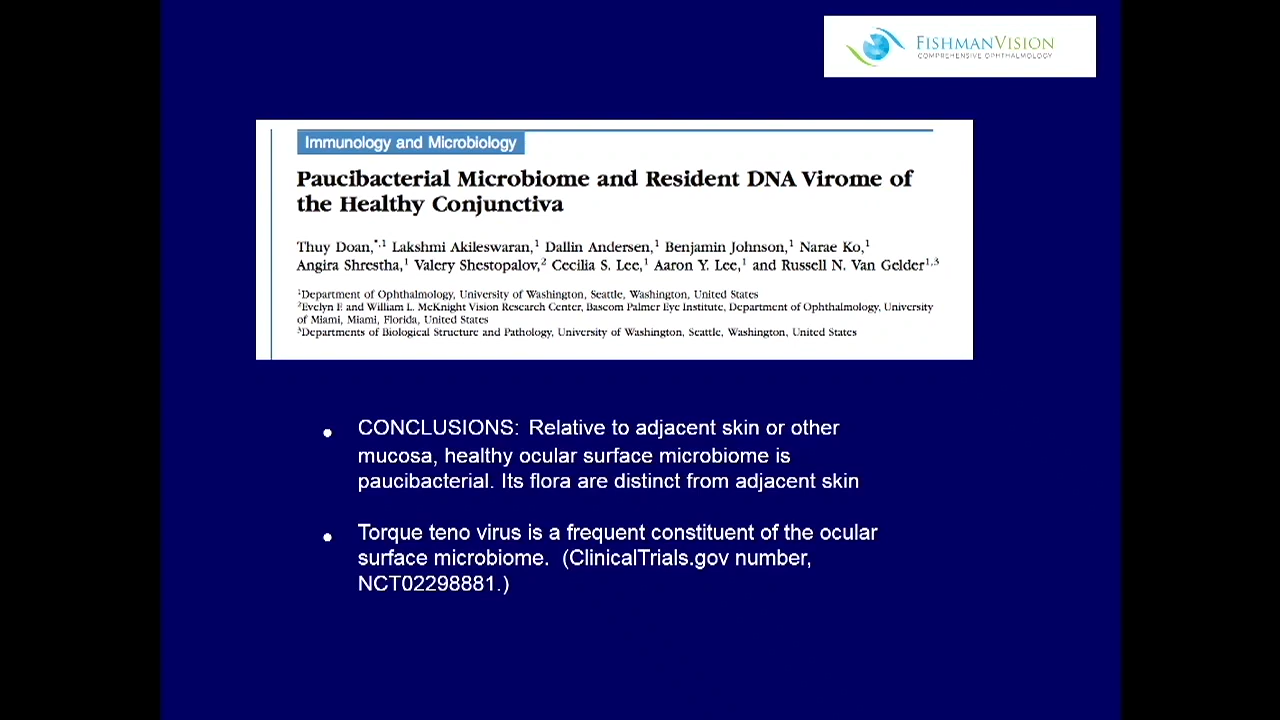 FISHMANVISION
COMPREHENSIVE OPHTHALMOLOGY
Immunology and Microbiology
Paucibacterial Microbiome and Resident DNA Virome of
the Healthy Conjunctiva
Thuy Doan,*,1 Lakshmi Akileswaran,1 Dallin Andersen,1 Benjamin Johnson,1 Narae Ko,1
Angira Shrestha,1 Valery Shestopalov,2 Cecilia S. Lee,1 Aaron Y. Lee,1 and Russell N. Van Gelder1,3
1Department of Ophthalmology, University of Washington, Seattle, Washington, United States
2Evelyn F. and William L. McKnight Vision Research Center, Bascom Palmer Eye Institute, Department of Ophthalmology, University
of Miami, Miami, Florida, United States
3Departments of Biological Structure and Pathology, University of Washington, Seattle, Washington, United States
• CONCLUSIONS: Relative to adjacent skin or other
mucosa, healthy ocular surface microbiome is
paucibacterial. Its flora are distinct from adjacent skin
• Torque teno virus is a frequent constituent of the ocular
surface microbiome. (ClinicalTrials.gov number,
NCT02298881.)